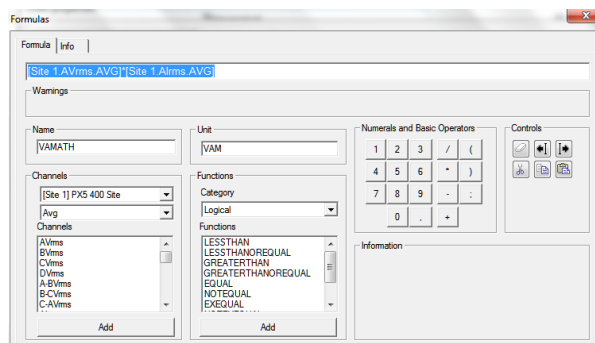 Formulas
Formula
Info
[Site 1.AVrms.AVG]*[Site 1.AIrms.AVG]
Warnings
Name
VAMATH
Unit
VAM
Numerals and Basic Operators
1 2 3 / (
4 5 6 * )
7 8 9 - ;
0 . +
Controls
Channels
[Site 1] PX5 400 Site
Avg
Channels
AVrms
BVrms
CVrms
DVrms
A-BVrms
B-CVrms
C-AVrms
Add
Functions
Category
Logical
Functions
LESSTHAN
LESSTHANOREQUAL
GREATERTHAN
GREATERTHANOREQUAL
EQUAL
NOTEQUAL
EXEQUAL
Add
Information